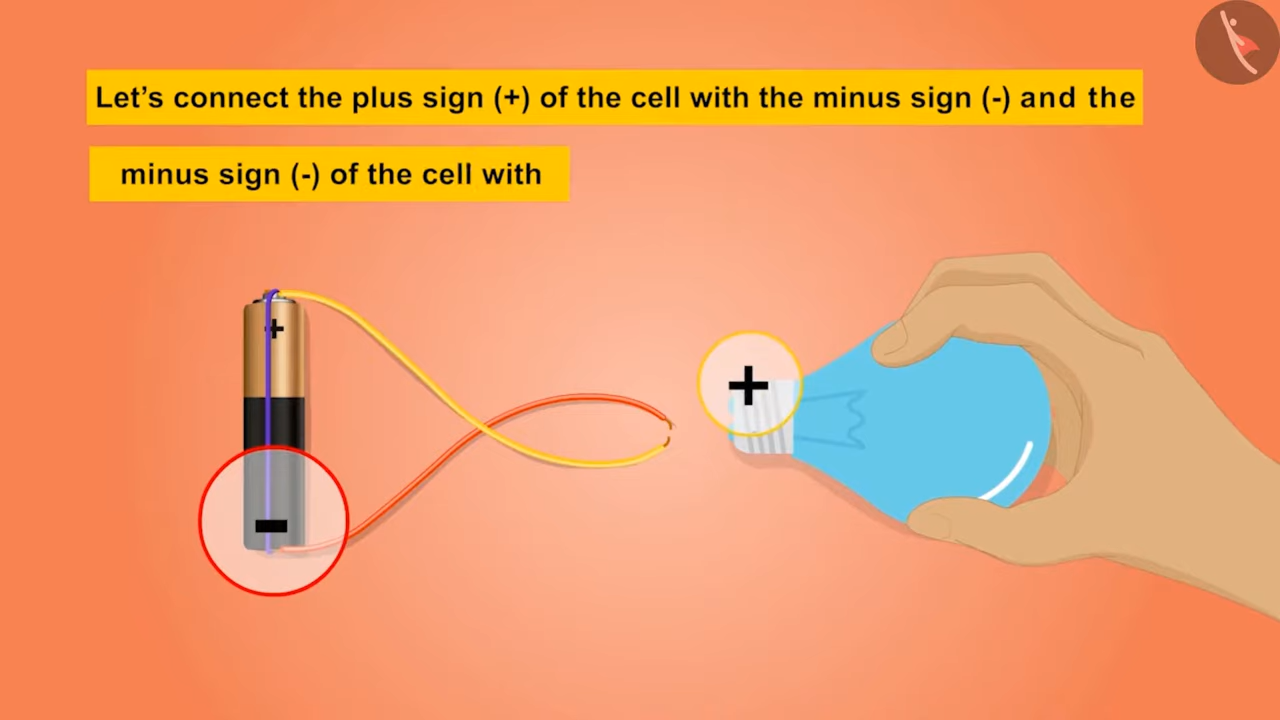 Let’s connect the plus sign (+) of the cell with the minus sign (-) and the
minus sign (-) of the cell with
+
+
-